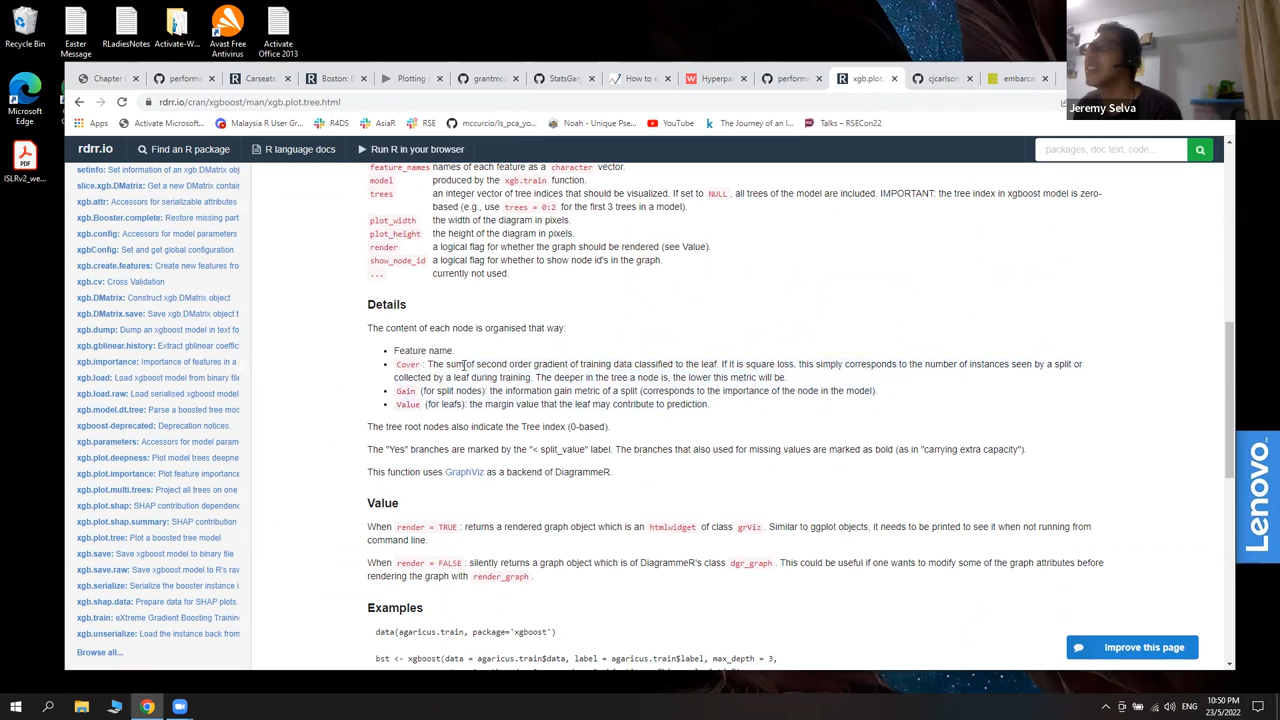 Recycle Bin
Easter Message
RLadiesNotes
Activate-W...
Avast Free Antivirus
Activate Office 2013
Microsoft Edge
ISLRv2_we...
Jeremy Selva
Chapter
performa
Carseats
Boston: B
Plotting
grantmc
StatsGar
How to e
Hyperpa
performa
xgb.plot.
cjcarlson
embarca
rdrr.io/cran/xgboost/man/xgb.plot.tree.html
Apps
Activate Microsoft...
Malaysia R User Gr...
R4DS
AsiaR
RSE
mccurcio/ls_pca_yo...
Noah - Unique Pse...
YouTube
The Journey of an I...
Talks – RSECon22
rdrr.io
Find an R package
R language docs
Run R in your browser
packages, doc text, code...
setinfo: Set information of an xgb.DMatrix obj
slice.xgb.DMatrix: Get a new DMatrix contain
xgb.attr: Accessors for serializable attributes
xgb.Booster.complete: Restore missing part
xgb.config: Accessors for model parameters
xgbConfig: Set and get global configuration
xgb.create.features: Create new features fro
xgb.cv: Cross Validation
xgb.DMatrix: Construct xgb.DMatrix object
xgb.DMatrix.save: Save xgb.DMatrix object t
xgb.dump: Dump an xgboost model in text fo
xgb.gblinear.history: Extract gblinear coeffic
xgb.importance: Importance of features in a
xgb.load: Load xgboost model from binary file
xgb.load.raw: Load serialised xgboost model
xgb.model.dt.tree: Parse a boosted tree mod
xgboost-deprecated: Deprecation notices.
xgb.parameters: Accessors for model param
xgb.plot.deepness: Plot model trees deepne
xgb.plot.importance: Plot feature importance
xgb.plot.multi.trees: Project all trees on one
xgb.plot.shap: SHAP contribution dependenc
xgb.plot.shap.summary: SHAP contribution
xgb.plot.tree: Plot a boosted tree model
xgb.save: Save xgboost model to binary file
xgb.save.raw: Save xgboost model to R's raw
xgb.serialize: Serialize the booster instance i
xgb.shap.data: Prepare data for SHAP plots.
xgb.train: eXtreme Gradient Boosting Training
xgb.unserialize: Load the instance back from
Browse all...
feature_names names of each feature as a character vector.
model produced by the xgb.train function.
trees an integer vector of tree indices that should be visualized. If set to NULL , all trees of the model are included. IMPORTANT: the tree index in xgboost model is zero-
based (e.g., use trees = 0:2 for the first 3 trees in a model).
plot_width the width of the diagram in pixels.
plot_height the height of the diagram in pixels.
render a logical flag for whether the graph should be rendered (see Value).
show_node_id a logical flag for whether to show node id's in the graph.
... currently not used.
Details
The content of each node is organised that way:
Feature name.
Cover : The sum of second order gradient of training data classified to the leaf. If it is square loss, this simply corresponds to the number of instances seen by a split or
collected by a leaf during training. The deeper in the tree a node is, the lower this metric will be.
Gain (for split nodes): the information gain metric of a split (corresponds to the importance of the node in the model).
Value (for leafs): the margin value that the leaf may contribute to prediction.
The tree root nodes also indicate the Tree index (0-based).
The "Yes" branches are marked by the "< split_value" label. The branches that also used for missing values are marked as bold (as in "carrying extra capacity").
This function uses GraphViz as a backend of DiagrammeR.
Value
When render = TRUE : returns a rendered graph object which is an htmlwidget of class grViz . Similar to ggplot objects, it needs to be printed to see it when not running from
command line.
When render = FALSE : silently returns a graph object which is of DiagrammeR's class dgr_graph . This could be useful if one wants to modify some of the graph attributes before
rendering the graph with render_graph .
Examples
data(agaricus.train, package='xgboost')
bst <- xgboost(data = agaricus.train$data, label = agaricus.train$label, max_depth = 3,
Improve this page
Lenovo
10:50 PM
23/5/2022